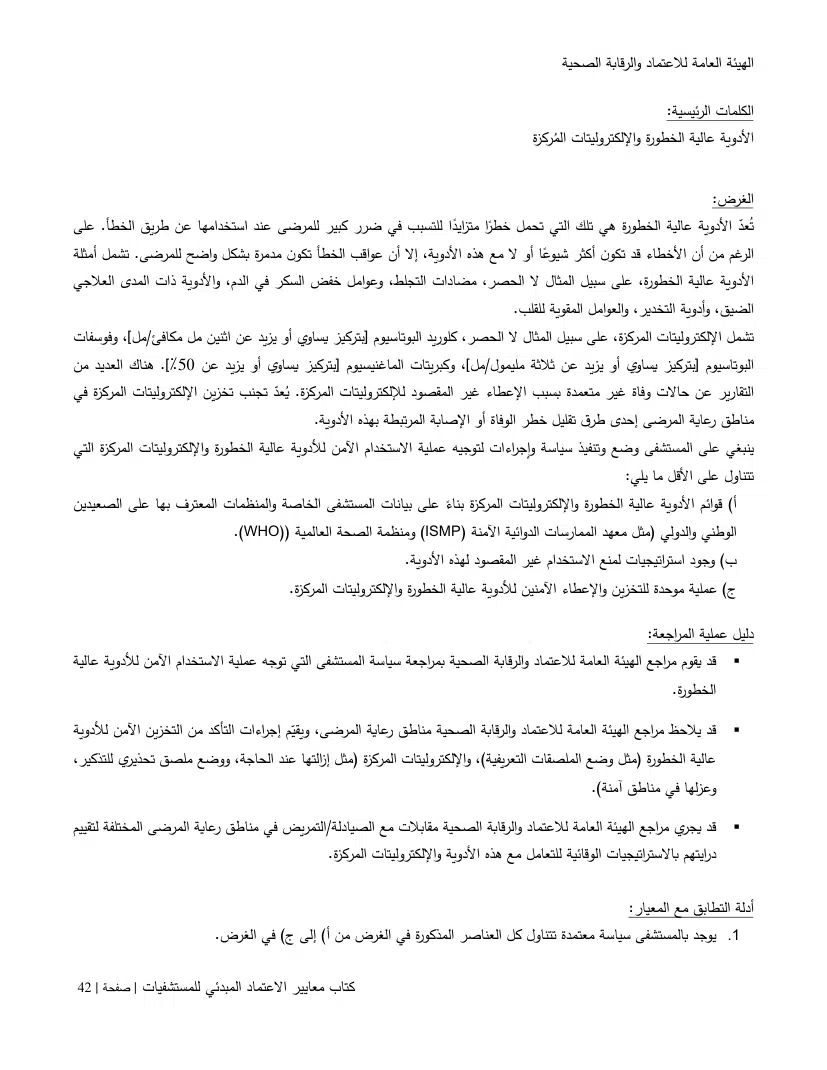 الهيئة العامة للاعتماد والرقابة الصحية
الكلمات الرئيسية:
الأدوية عالية الخطورة والإلكتروليتات المُركزة
الغرض:
تُعدّ الأدوية عالية الخطورة هي تلك التي تحمل خطرًا متزايدًا للتسبب في ضرر كبير للمرضى عند استخدامها عن طريق الخطأ. على
الرغم من أن الأخطاء قد تكون أكثر شيوعًا أو لا مع هذه الأدوية، إلا أن عواقب الخطأ تكون مدمرة بشكل واضح للمرضى. تشمل أمثلة
الأدوية عالية الخطورة، على سبيل المثال لا الحصر، مضادات التجلط، وعوامل خفض السكر في الدم، والأدوية ذات المدى العلاجي
الضيق، وأدوية التخدير، والعوامل المقوية للقلب.
تشمل الإلكتروليتات المركزة، على سبيل المثال لا الحصر، كلوريد البوتاسيوم [بتركيز يساوي أو يزيد عن اثنين مل مكافئ/مل]، وفوسفات
البوتاسيوم [بتركيز يساوي أو يزيد عن ثلاثة مليمول/مل]، وكبريتات الماغنيسيوم [بتركيز يساوي أو يزيد عن 50٪]. هناك العديد من
التقارير عن حالات وفاة غير متعمدة بسبب الإعطاء غير المقصود للإلكتروليتات المركزة. يُعدّ تجنب تخزين الإلكتروليتات المركزة في
مناطق رعاية المرضى إحدى طرق تقليل خطر الوفاة أو الإصابة المرتبطة بهذه الأدوية.
ينبغي على المستشفى وضع وتنفيذ سياسة وإجراءات لتوجيه عملية الاستخدام الآمن للأدوية عالية الخطورة والإلكتروليتات المركزة التي
تتناول على الأقل ما يلي:
أ) قوائم الأدوية عالية الخطورة والإلكتروليتات المركزة بناءً على بيانات المستشفى الخاصة والمنظمات المعترف بها على الصعيدين
الوطني والدولي (مثل معهد الممارسات الدوائية الآمنة (ISMP) ومنظمة الصحة العالمية ((WHO).
ب) وجود استراتيجيات لمنع الاستخدام غير المقصود لهذه الأدوية.
ج) عملية موحدة للتخزين والإعطاء الآمنين للأدوية عالية الخطورة والإلكتروليتات المركزة.
دليل عملية المراجعة:
▪ قد يقوم مراجع الهيئة العامة للاعتماد والرقابة الصحية بمراجعة سياسة المستشفى التي توجه عملية الاستخدام الآمن للأدوية عالية
الخطورة.
▪ قد يلاحظ مراجع الهيئة العامة للاعتماد والرقابة الصحية مناطق رعاية المرضى، ويقيّم إجراءات التأكد من التخزين الآمن للأدوية
عالية الخطورة (مثل وضع الملصقات التعريفية)، والإلكتروليتات المركزة (مثل إزالتها عند الحاجة، ووضع ملصق تحذيري للتذكير،
وعزلها في مناطق آمنة).
▪ قد يجري مراجع الهيئة العامة للاعتماد والرقابة الصحية مقابلات مع الصيادلة/التمريض في مناطق رعاية المرضى المختلفة لتقييم
درايتهم بالاستراتيجيات الوقائية للتعامل مع هذه الأدوية والإلكتروليتات المركزة.
أدلة التطابق مع المعيار:
1. يوجد بالمستشفى سياسة معتمدة تتناول كل العناصر المذكورة في الغرض من أ) إلى ج) في الغرض.
كتاب معايير الاعتماد المبدئي للمستشفيات | صفحة | 42